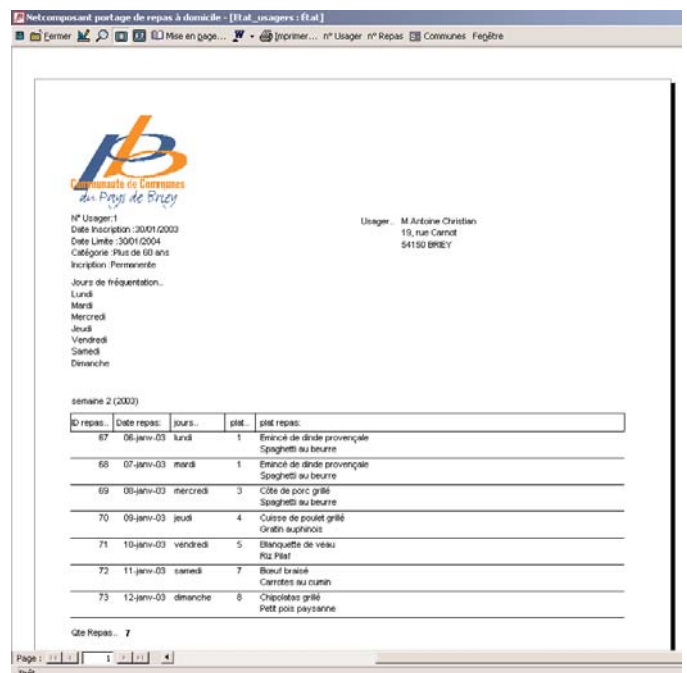 Netcomposant portage de repas à domicile - [Etat_usagers : État]
Fermer Mise en page... Imprimer... n° Usager n° Repas Communes Fenêtre
Communauté de Communes
du Pays de Briey
N° Usager:1
Date Inscription :30/01/2003
Date Limite :30/01/2004
Catégorie :Plus de 60 ans
Incription :Permanente
Usager.. M Antoine Christian
19, rue Carnot
54150 BRIEY
Jours de fréquentation..
Lundi
Mardi
Mercredi
Jeudi
Vendredi
Samedi
Dimanche
semaine 2 (2003)
ID repas.. Date repas: jours.. plat.. plat repas:
67 06-janv-03 lundi 1 Emincé de dinde provençale
Spaghetti au beurre
68 07-janv-03 mardi 1 Emincé de dinde provençale
Spaghetti au beurre
69 08-janv-03 mercredi 3 Côte de porc grillé
Spaghetti au beurre
70 09-janv-03 jeudi 4 Cuisse de poulet grillé
Gratin auphinois
71 10-janv-03 vendredi 5 Blanquette de veau
Riz Pilaf
72 11-janv-03 samedi 7 Bœuf braisé
Carrotes au cumin
73 12-janv-03 dimanche 8 Chipolatas grillé
Petit pois paysanne
Qte Repas.. 7
Page : 1